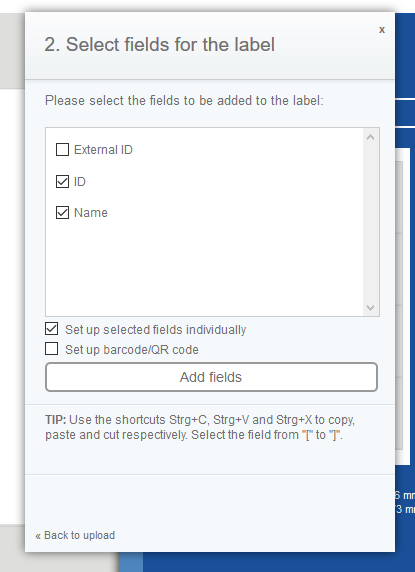 x
2. Select fields for the label
Please select the fields to be added to the label:
External ID
ID
Name
Set up selected fields individually
Set up barcode/QR code
Add fields
TIP: Use the shortcuts Strg+C, Strg+V and Strg+X to copy,
paste and cut respectively. Select the field from "[" to "]".
6 mm
73 mm
« Back to upload